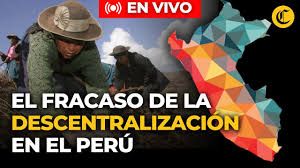 EN VIVO
EL FRACASO DE LA
DESCENTRALIZACIÓN
EN EL PERÚ